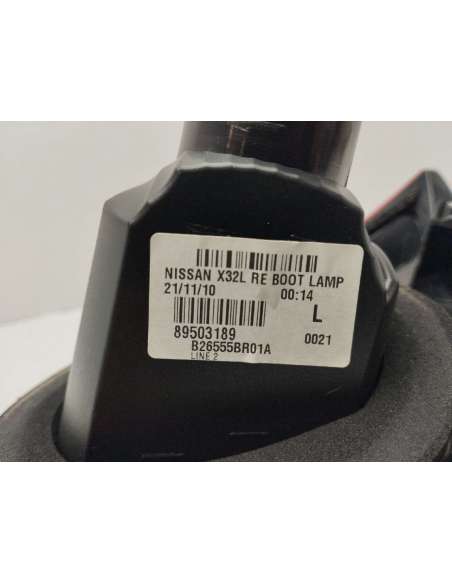 NISSAN X32L RE BOOT LAMP
21/11/10 00:14
L
89503189 0021
B26555BR01A
LINE 2